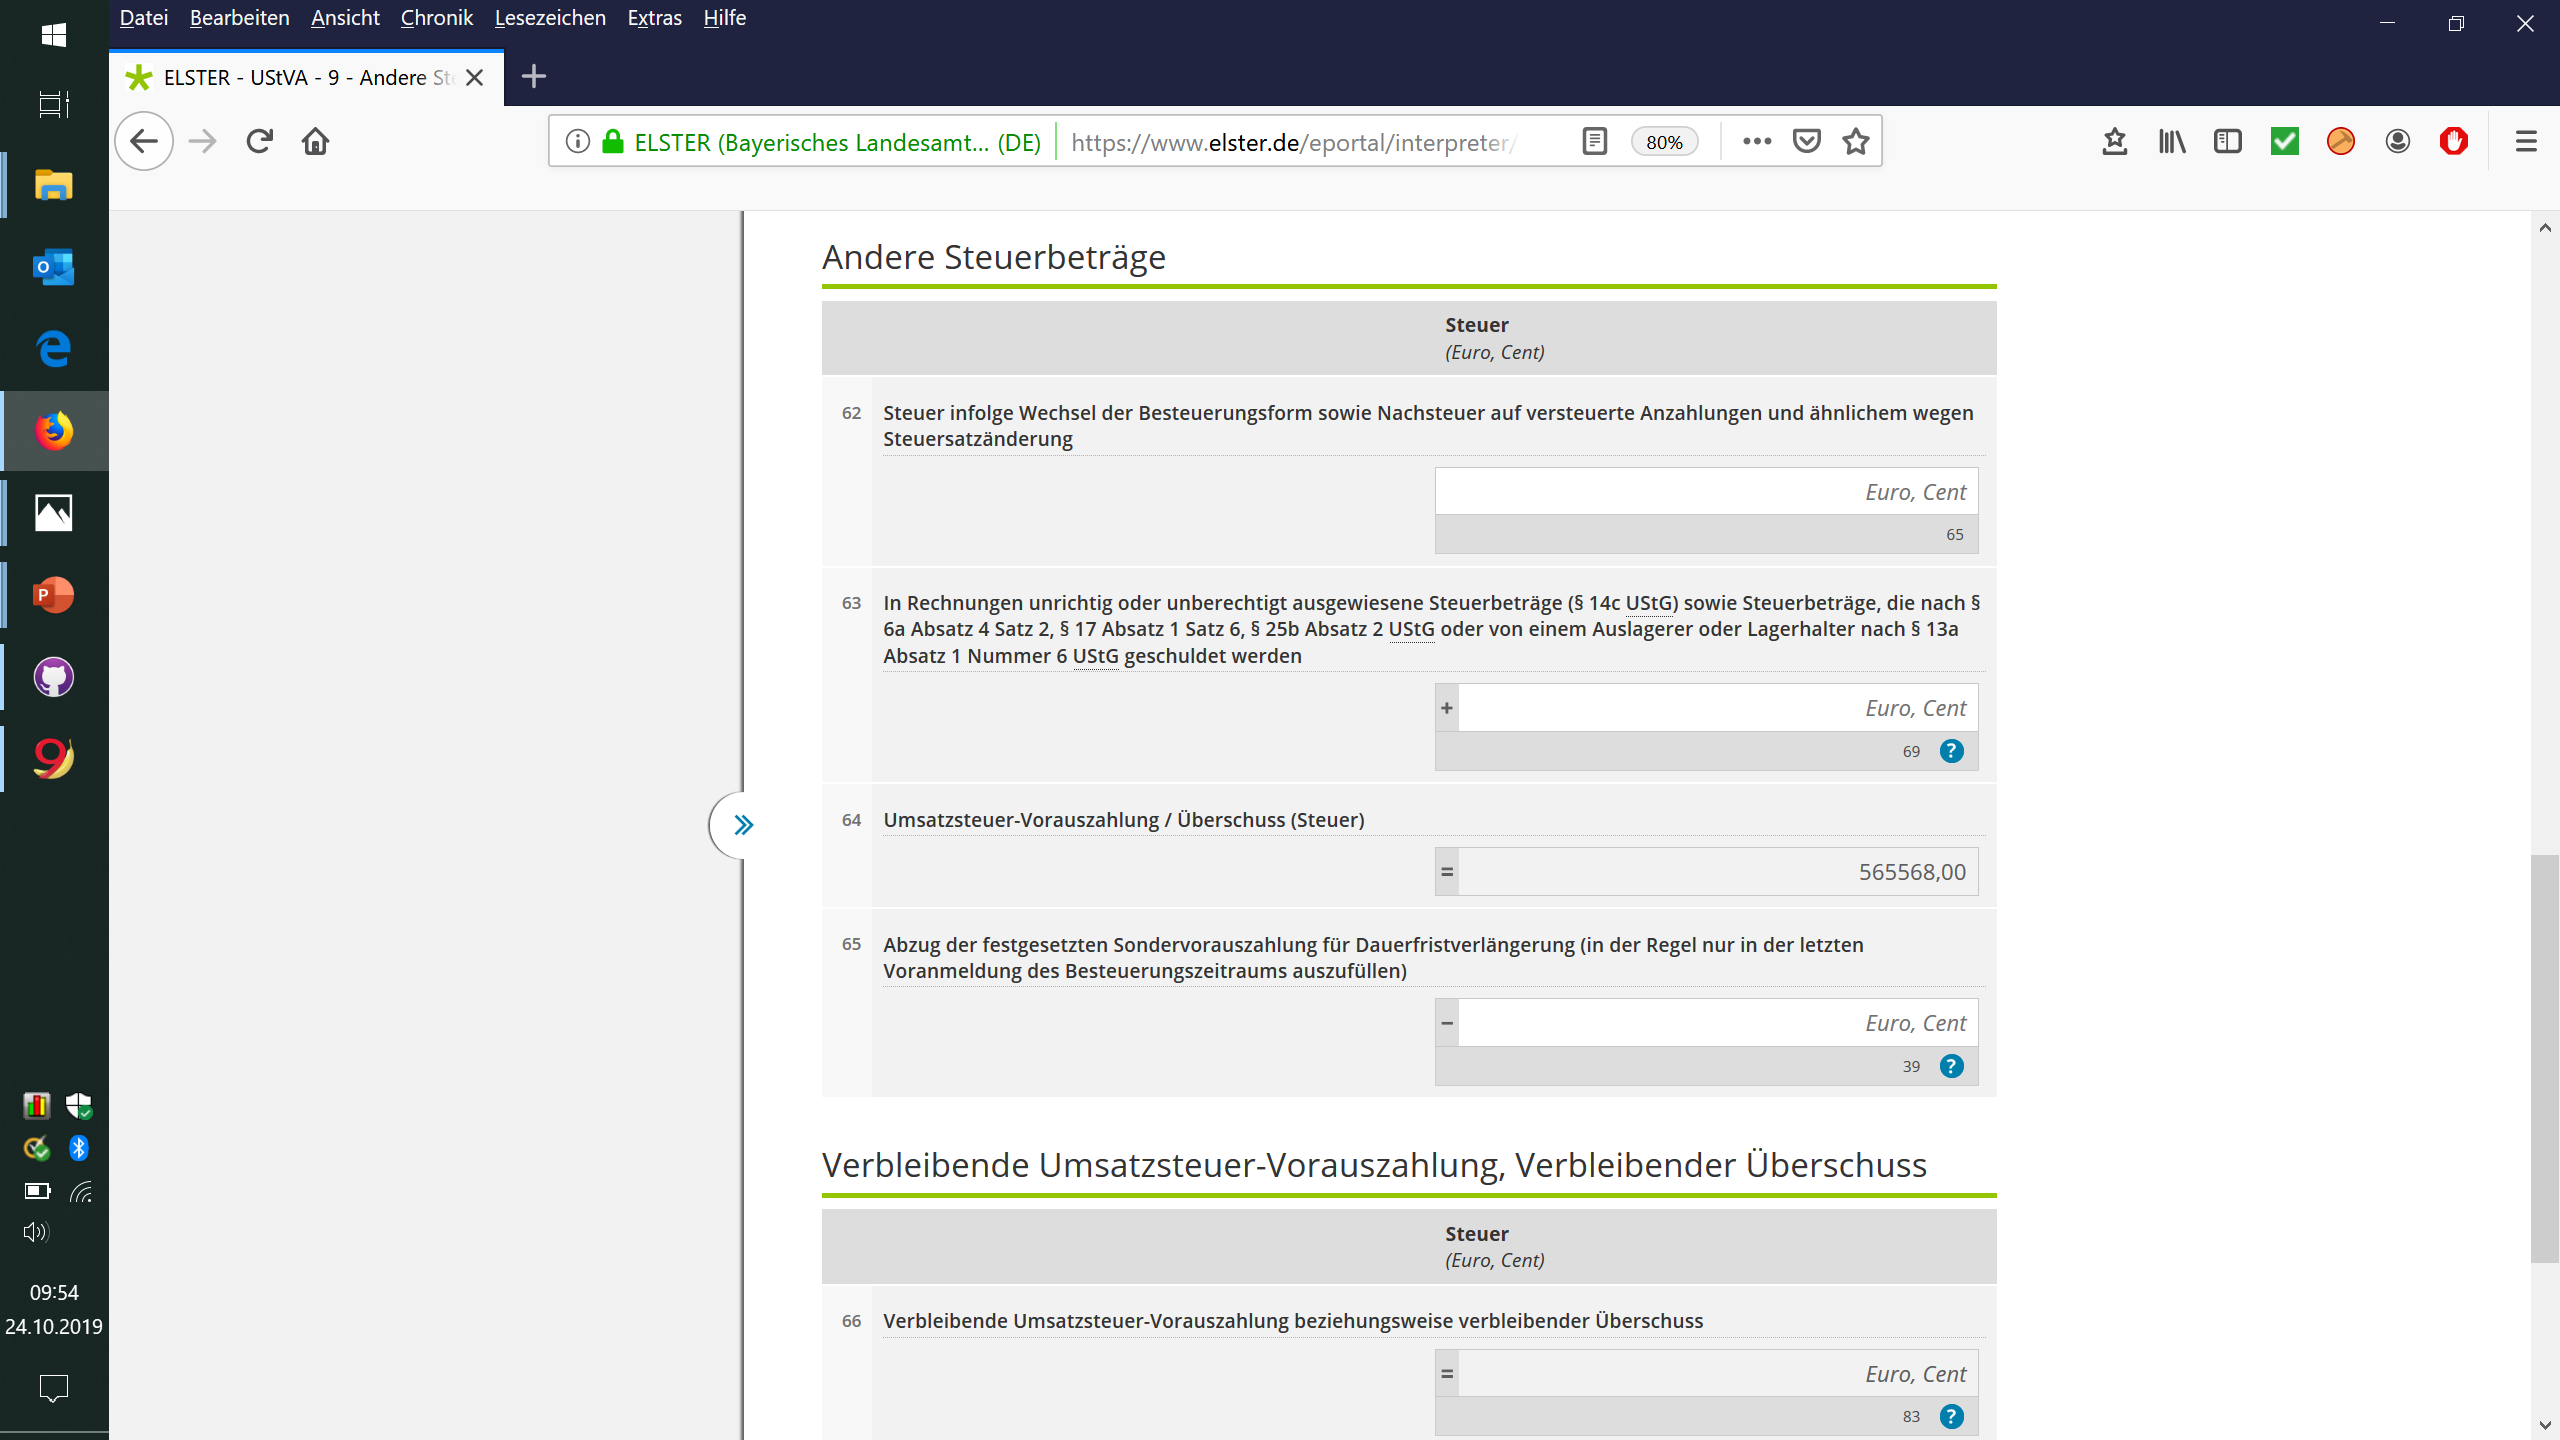 Datei Bearbeiten Ansicht Chronik Lesezeichen Extras Hilfe
ELSTER - UStVA - 9 - Andere Ste
ELSTER (Bayerisches Landesamt... (DE) https://www.elster.de/eportal/interpreter/ 80%
Andere Steuerbeträge
Steuer
(Euro, Cent)
62 Steuer infolge Wechsel der Besteuerungsform sowie Nachsteuer auf versteuerte Anzahlungen und ähnlichem wegen
Steuersatzänderung
Euro, Cent
65
63 In Rechnungen unrichtig oder unberechtigt ausgewiesene Steuerbeträge (§ 14c UStG) sowie Steuerbeträge, die nach §
6a Absatz 4 Satz 2, § 17 Absatz 1 Satz 6, § 25b Absatz 2 UStG oder von einem Auslagerer oder Lagerhalter nach § 13a
Absatz 1 Nummer 6 UStG geschuldet werden
+ Euro, Cent
69 ?
64 Umsatzsteuer-Vorauszahlung / Überschuss (Steuer)
= 565568,00
65 Abzug der festgesetzten Sondervorauszahlung für Dauerfristverlängerung (in der Regel nur in der letzten
Voranmeldung des Besteuerungszeitraums auszufüllen)
− Euro, Cent
39 ?
Verbleibende Umsatzsteuer-Vorauszahlung, Verbleibender Überschuss
Steuer
(Euro, Cent)
66 Verbleibende Umsatzsteuer-Vorauszahlung beziehungsweise verbleibender Überschuss
= Euro, Cent
83 ?
09:54
24.10.2019